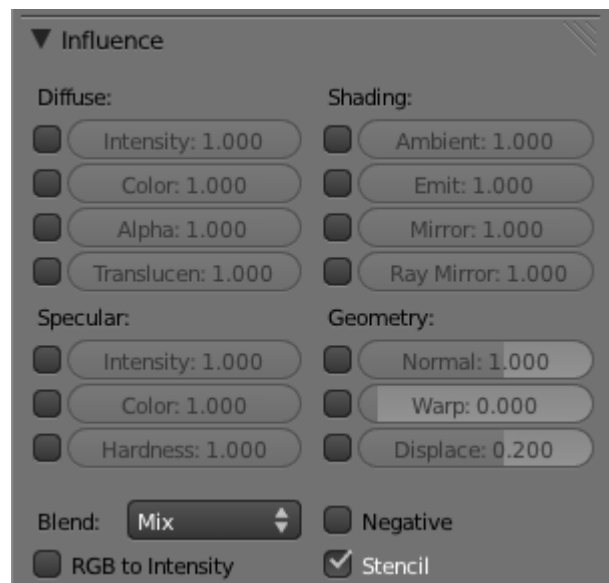 Influence
Diffuse:
Intensity: 1.000
Color: 1.000
Alpha: 1.000
Translucen: 1.000
Shading:
Ambient: 1.000
Emit: 1.000
Mirror: 1.000
Ray Mirror: 1.000
Specular:
Intensity: 1.000
Color: 1.000
Hardness: 1.000
Geometry:
Normal: 1.000
Warp: 0.000
Displace: 0.200
Blend: Mix
Negative
RGB to Intensity
Stencil